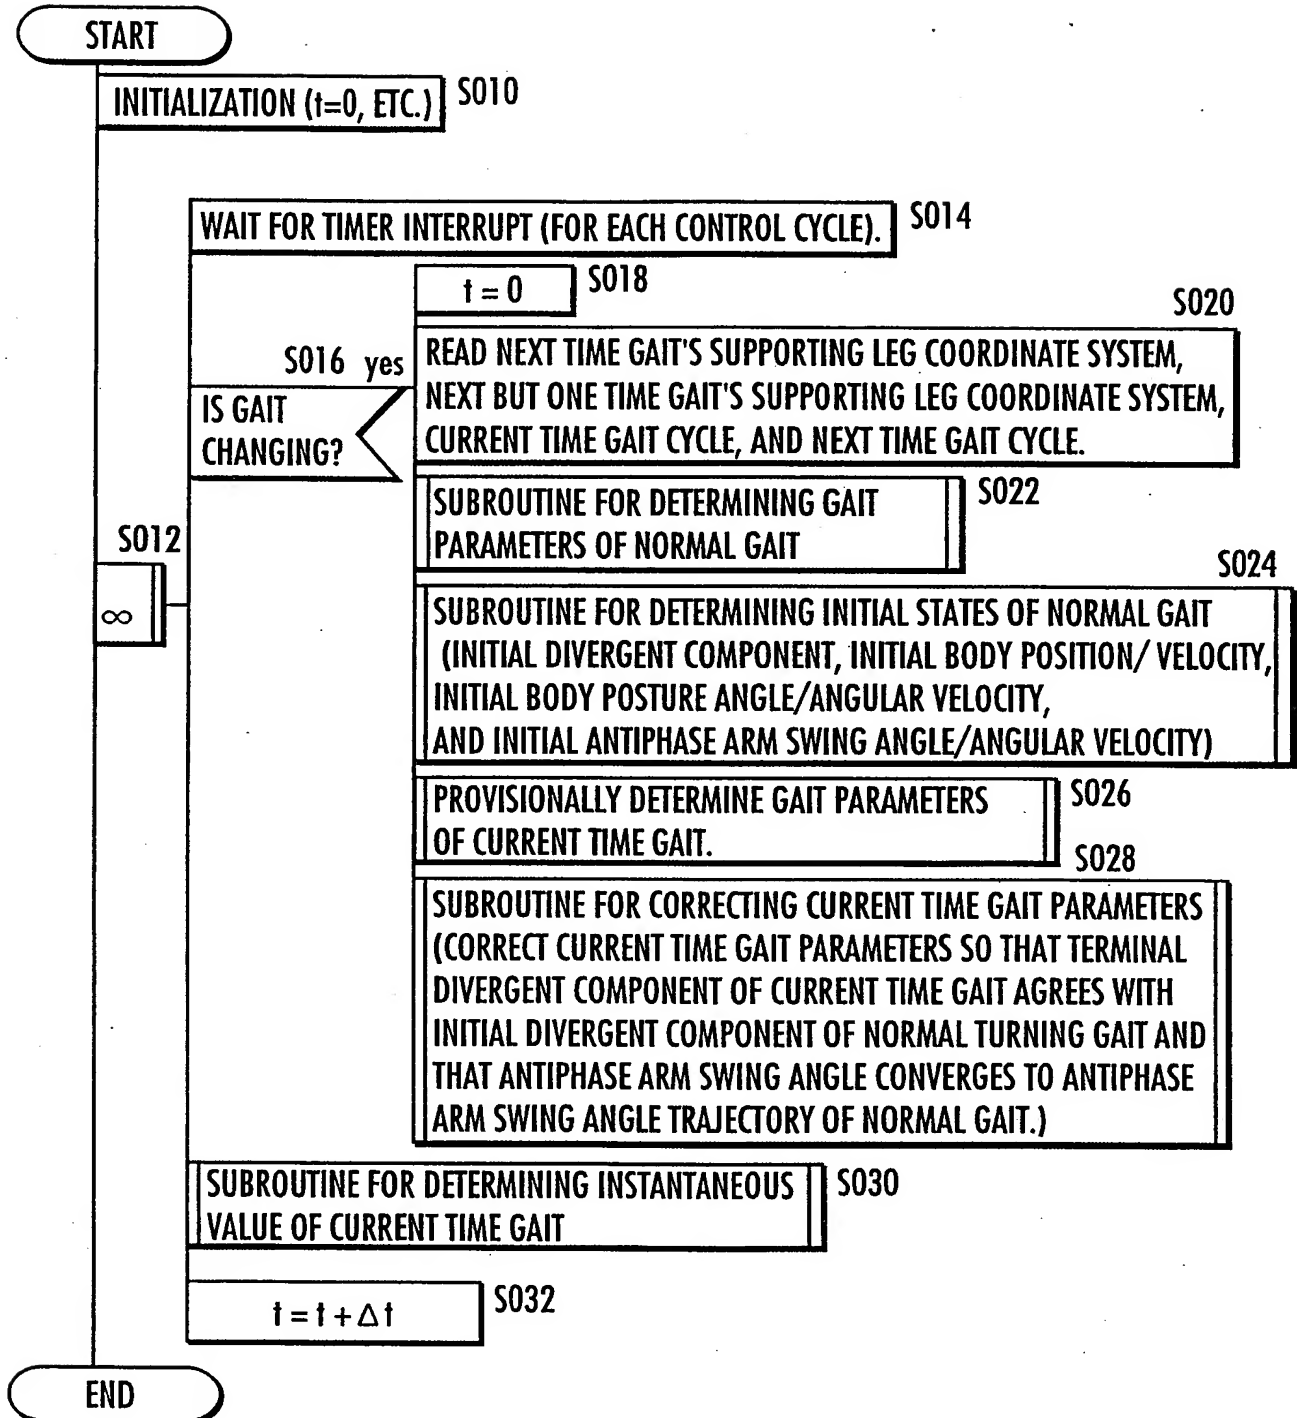 START
INITIALIZATION (t=0, ETC.)
S010
WAIT FOR TIMER INTERRUPT (FOR EACH CONTROL CYCLE).
S014
t = 0
S018
S020
S016 yes
READ NEXT TIME GAIT'S SUPPORTING LEG COORDINATE SYSTEM,
NEXT BUT ONE TIME GAIT'S SUPPORTING LEG COORDINATE SYSTEM,
CURRENT TIME GAIT CYCLE, AND NEXT TIME GAIT CYCLE.
IS GAIT
CHANGING?
SUBROUTINE FOR DETERMINING GAIT
PARAMETERS OF NORMAL GAIT
S022
S012
∞
S024
SUBROUTINE FOR DETERMINING INITIAL STATES OF NORMAL GAIT
(INITIAL DIVERGENT COMPONENT, INITIAL BODY POSITION/ VELOCITY,
INITIAL BODY POSTURE ANGLE/ANGULAR VELOCITY,
AND INITIAL ANTIPHASE ARM SWING ANGLE/ANGULAR VELOCITY)
PROVISIONALLY DETERMINE GAIT PARAMETERS
OF CURRENT TIME GAIT.
S026
S028
SUBROUTINE FOR CORRECTING CURRENT TIME GAIT PARAMETERS
(CORRECT CURRENT TIME GAIT PARAMETERS SO THAT TERMINAL
DIVERGENT COMPONENT OF CURRENT TIME GAIT AGREES WITH
INITIAL DIVERGENT COMPONENT OF NORMAL TURNING GAIT AND
THAT ANTIPHASE ARM SWING ANGLE CONVERGES TO ANTIPHASE
ARM SWING ANGLE TRAJECTORY OF NORMAL GAIT.)
SUBROUTINE FOR DETERMINING INSTANTANEOUS
VALUE OF CURRENT TIME GAIT
S030
t = t + Δt
S032
END